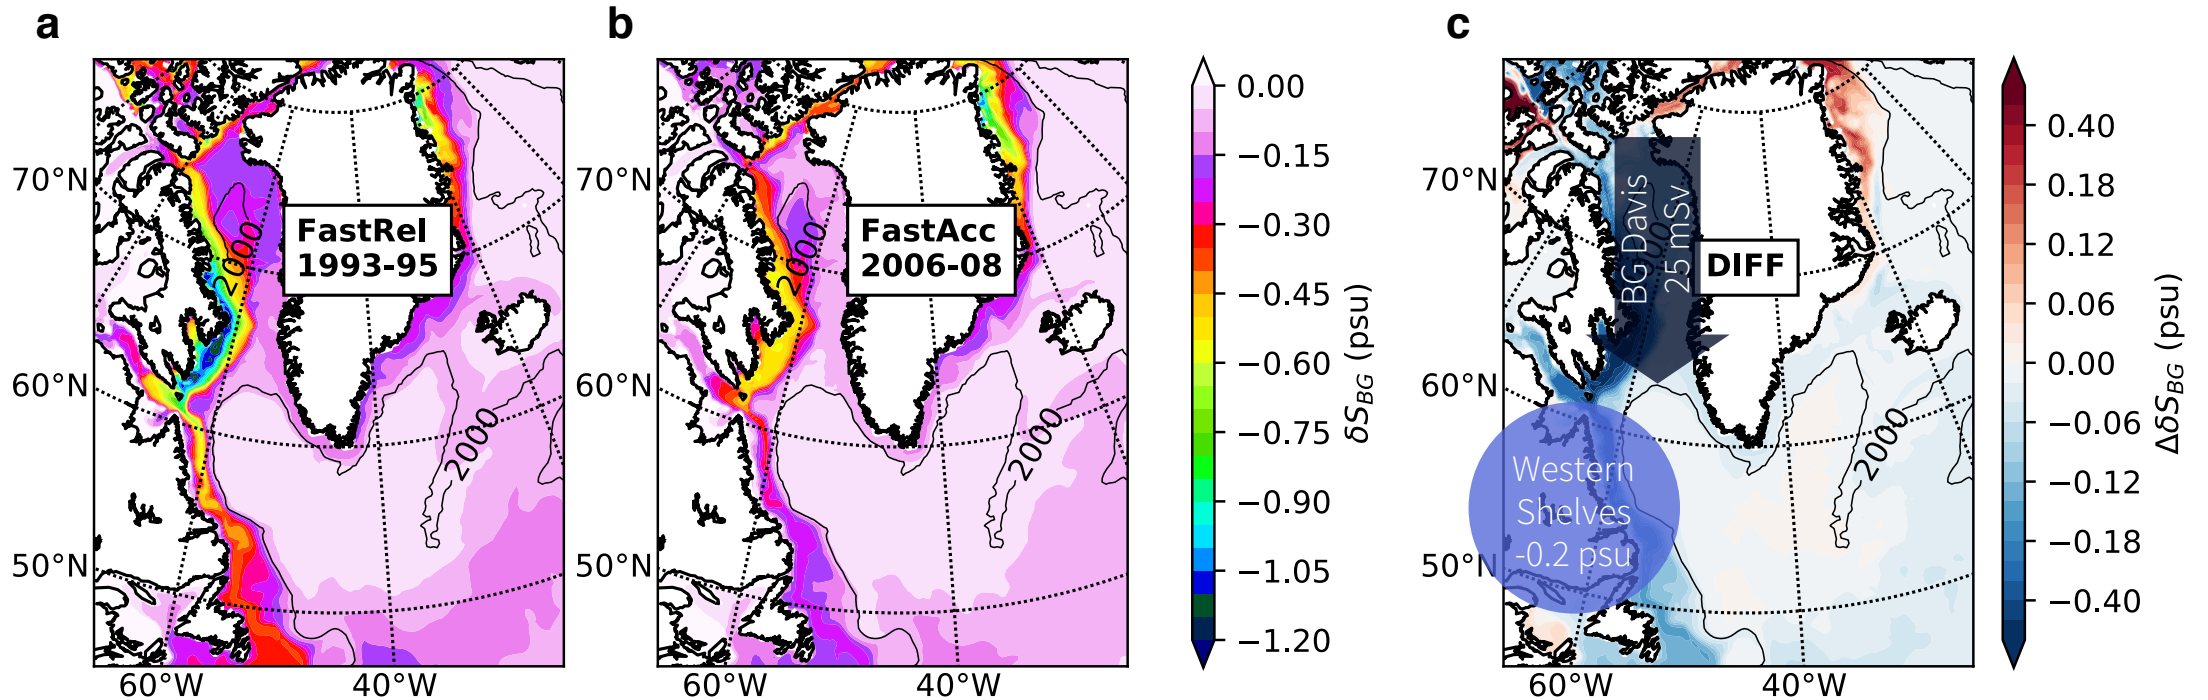 a
b
c
FastRel
1993-95
2000
70°N
60°N
50°N
60°W
40°W
FastAcc
2006-08
2000
2000
70°N
60°N
50°N
60°W
40°W
0.00
−0.15
−0.30
−0.45
−0.60
−0.75
−0.90
−1.05
−1.20
δS_BG (psu)
BG Davis
25 mSv
DIFF
2000
Western
Shelves
-0.2 psu
70°N
60°N
50°N
60°W
40°W
0.40
0.18
0.12
0.06
0.00
−0.06
−0.12
−0.18
−0.40
ΔδS_BG (psu)